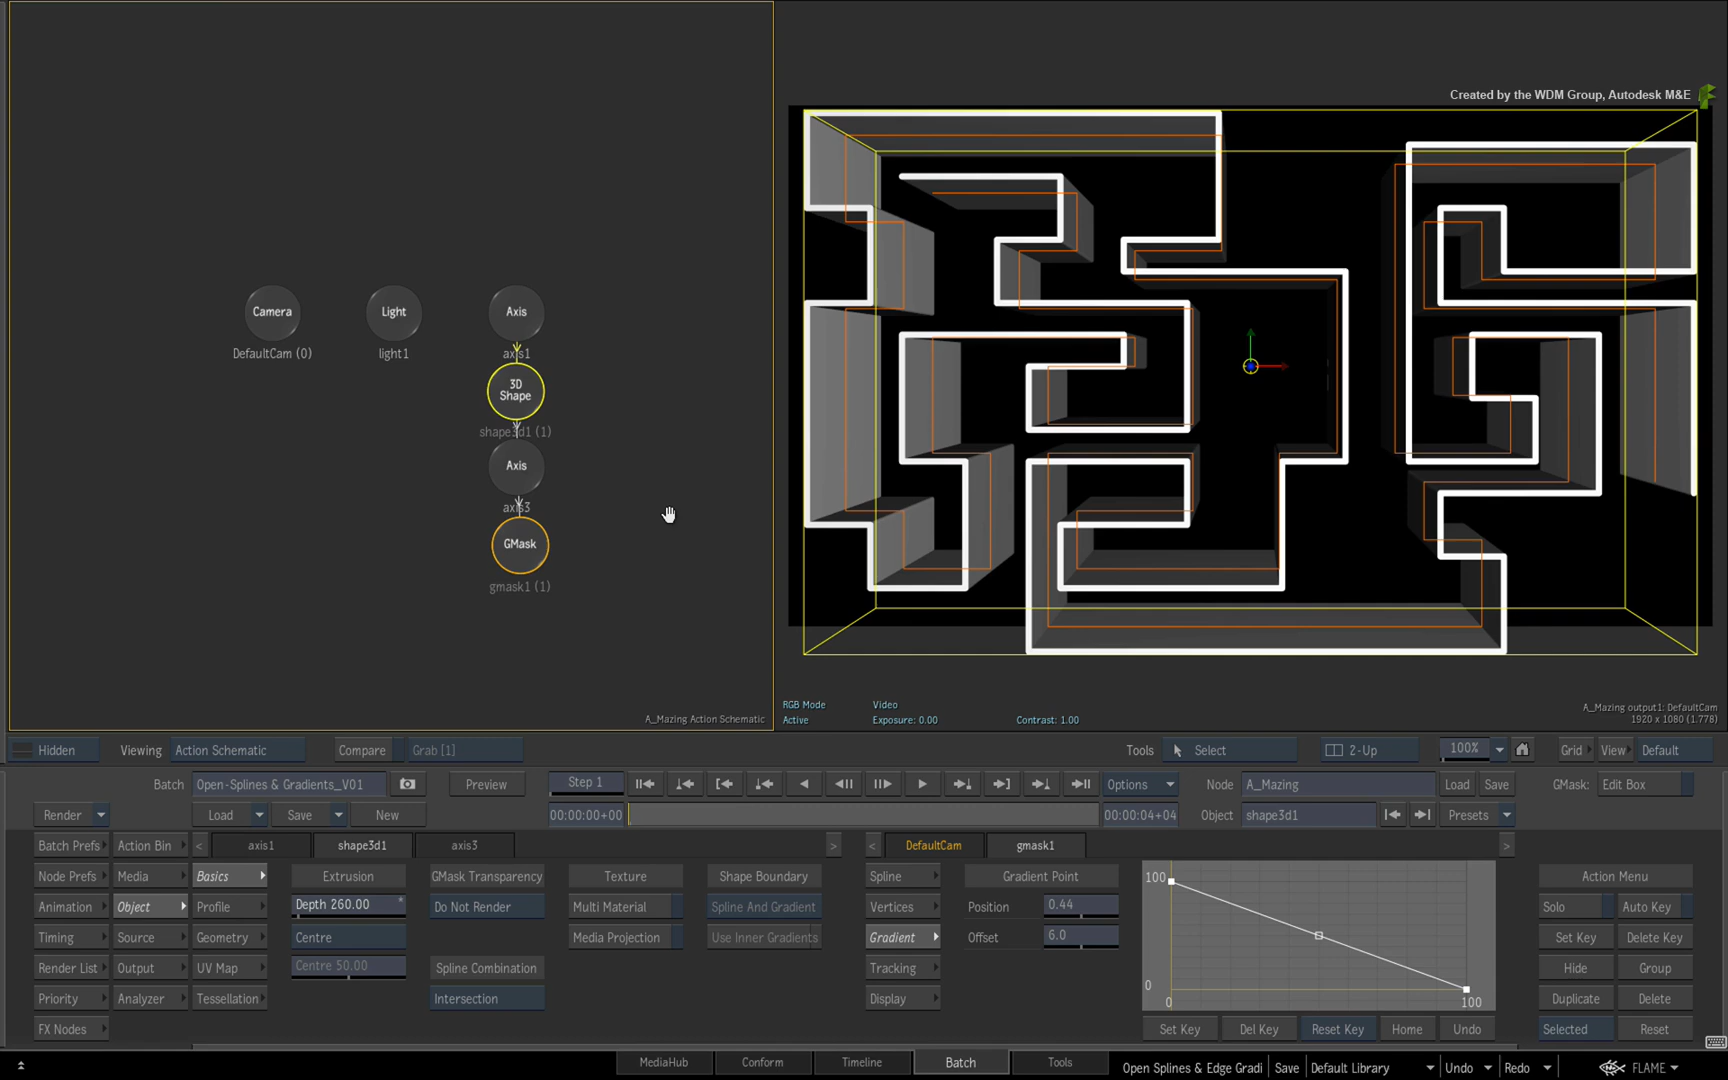 Created by the WDM Group, Autodesk M&E
Camera
DefaultCam (0)
Light
light1
Axis
axis1
3D
Shape
shape3d1 (1)
Axis
axis3
GMask
gmask1 (1)
A_Mazing Action Schematic
RGB Mode Video
Active Exposure: 0.00 Contrast: 1.00
A_Mazing output1: DefaultCam
1920 x 1080 (1.778)
Hidden Viewing Action Schematic Compare Grab [1] Tools Select 2-Up 100% Grid View Default
Batch Open-Splines & Gradients_V01 Preview Step 1 Options Node A_Mazing Load Save GMask: Edit Box
Render Load Save New 00:00:00+00 00:00:04+04 Object shape3d1 Presets
Batch Prefs Action Bin < axis1 shape3d1 axis3 > < DefaultCam gmask1 >
Node Prefs Media Basics Extrusion GMask Transparency Texture Shape Boundary Spline Gradient Point 100 Action Menu
Animation Object Profile Depth 260.00 * Do Not Render Multi Material Spline And Gradient Vertices Position 0.44 Solo Auto Key
Timing Source Geometry Centre Media Projection Use Inner Gradients Gradient Offset 6.0 Set Key Delete Key
Render List Output UV Map Centre 50.00 Spline Combination Tracking Hide Group
Priority Analyzer Tessellation Intersection Display 0 0 100 Duplicate Delete
FX Nodes Set Key Del Key Reset Key Home Undo Selected Reset
MediaHub Conform Timeline Batch Tools Open Splines & Edge Gradi Save Default Library Undo Redo FLAME